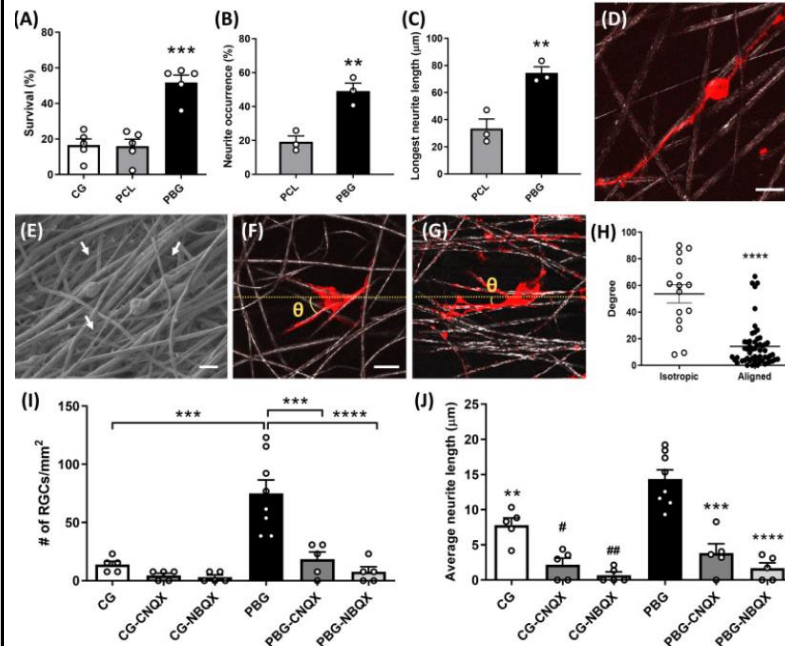 (A)
Survival (%)
80
60
40
20
0
***
CG
PCL
PBG
(B)
Neurite occurrence (%)
80
60
40
20
0
**
PCL
PBG
(C)
Longest neurite length (μm)
100
80
60
40
20
0
**
PCL
PBG
(D)
(E)
(F)
θ
(G)
θ
(H)
Degree
100
80
60
40
20
0
****
Isotropic
Aligned
(I)
# of RGCs/mm²
150
100
50
0
***
***
****
CG
CG-CNQX
CG-NBQX
PBG
PBG-CNQX
PBG-NBQX
(J)
Average neurite length (μm)
25
20
15
10
5
0
**
#
##
***
****
CG
CG-CNQX
CG-NBQX
PBG
PBG-CNQX
PBG-NBQX